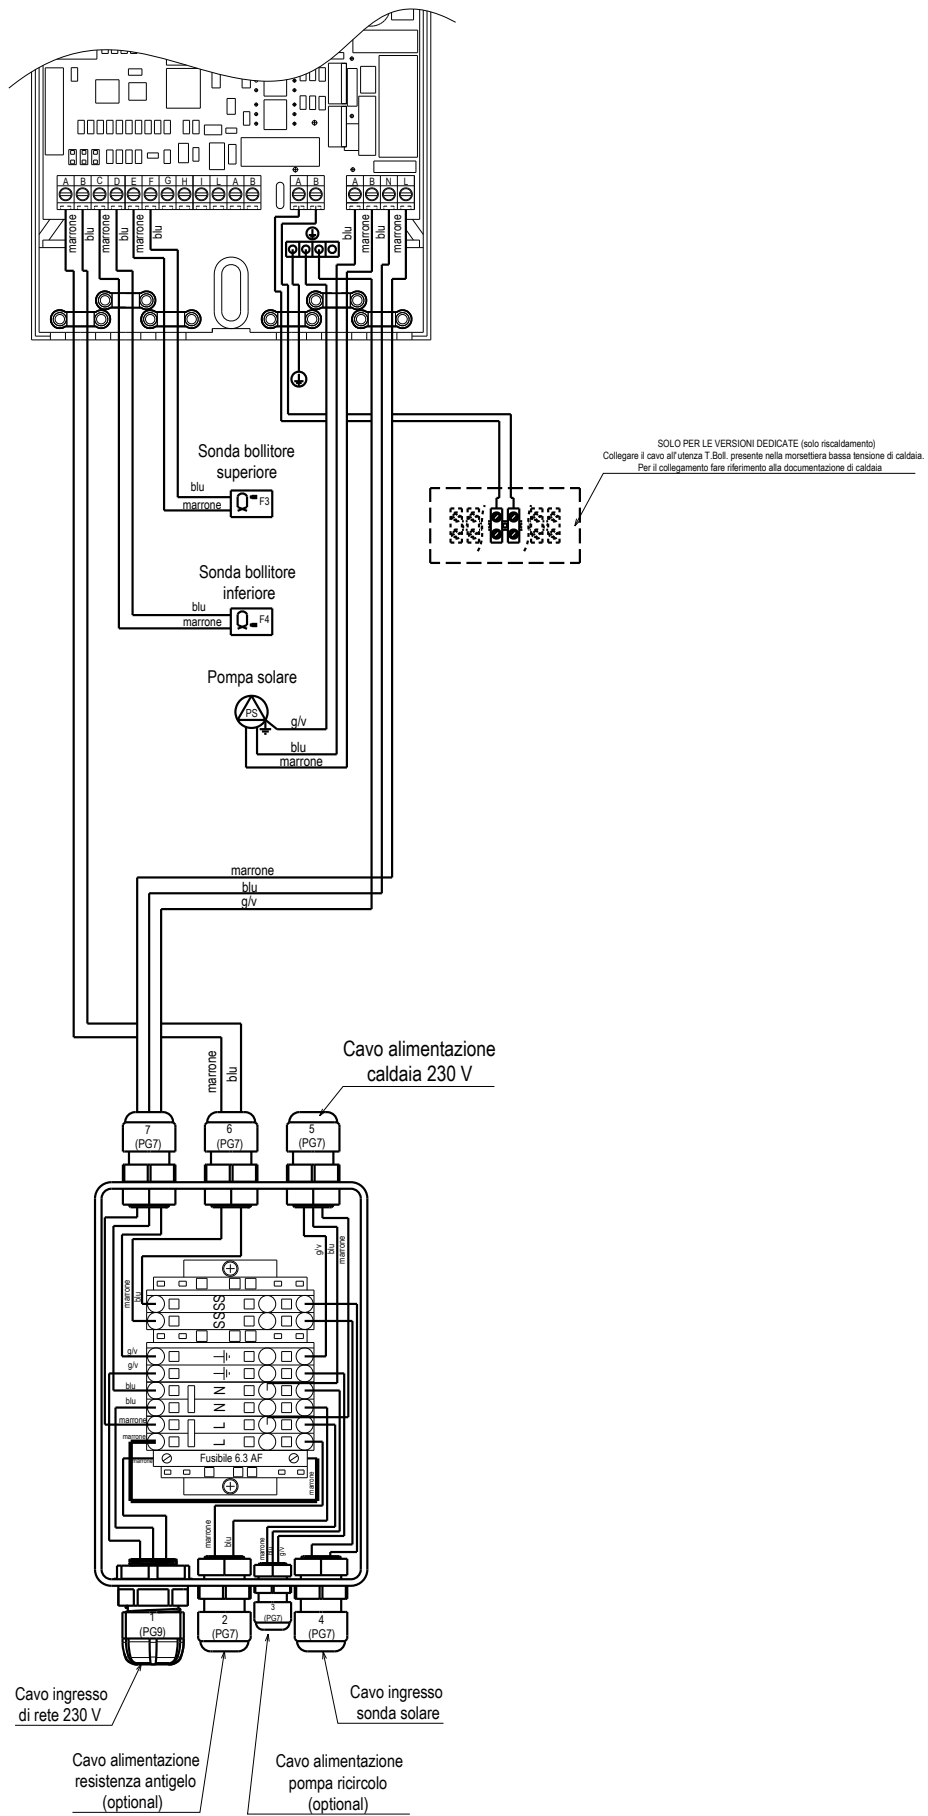 A B C D E F G H I L A B
A B
A B N L
marrone
blu
marrone
blu
marrone
blu
blu
marrone
blu
marrone
SOLO PER LE VERSIONI DEDICATE (solo riscaldamento)
Collegare il cavo all'utenza T.Boll. presente nella morsettiera bassa tensione di caldaia.
Per il collegamento fare riferimento alla documentazione di caldaia
Sonda bollitore
superiore
blu
marrone
F3
Sonda bollitore
inferiore
blu
marrone
F4
Pompa solare
PS
g/v
blu
marrone
marrone
blu
g/v
marrone
blu
Cavo alimentazione
caldaia 230 V
7
(PG7)
6
(PG7)
5
(PG7)
g/v
blu
marrone
marrone
blu
SSSS
g/v
g/v
blu
N
blu
N
marrone
L
marrone
L
marrone
Fusibile 6.3 AF
marrone
marrone
blu
marrone
blu
g/v
1
(PG9)
2
(PG7)
3
(PG7)
4
(PG7)
Cavo ingresso
di rete 230 V
Cavo ingresso
sonda solare
Cavo alimentazione
resistenza antigelo
(optional)
Cavo alimentazione
pompa ricircolo
(optional)